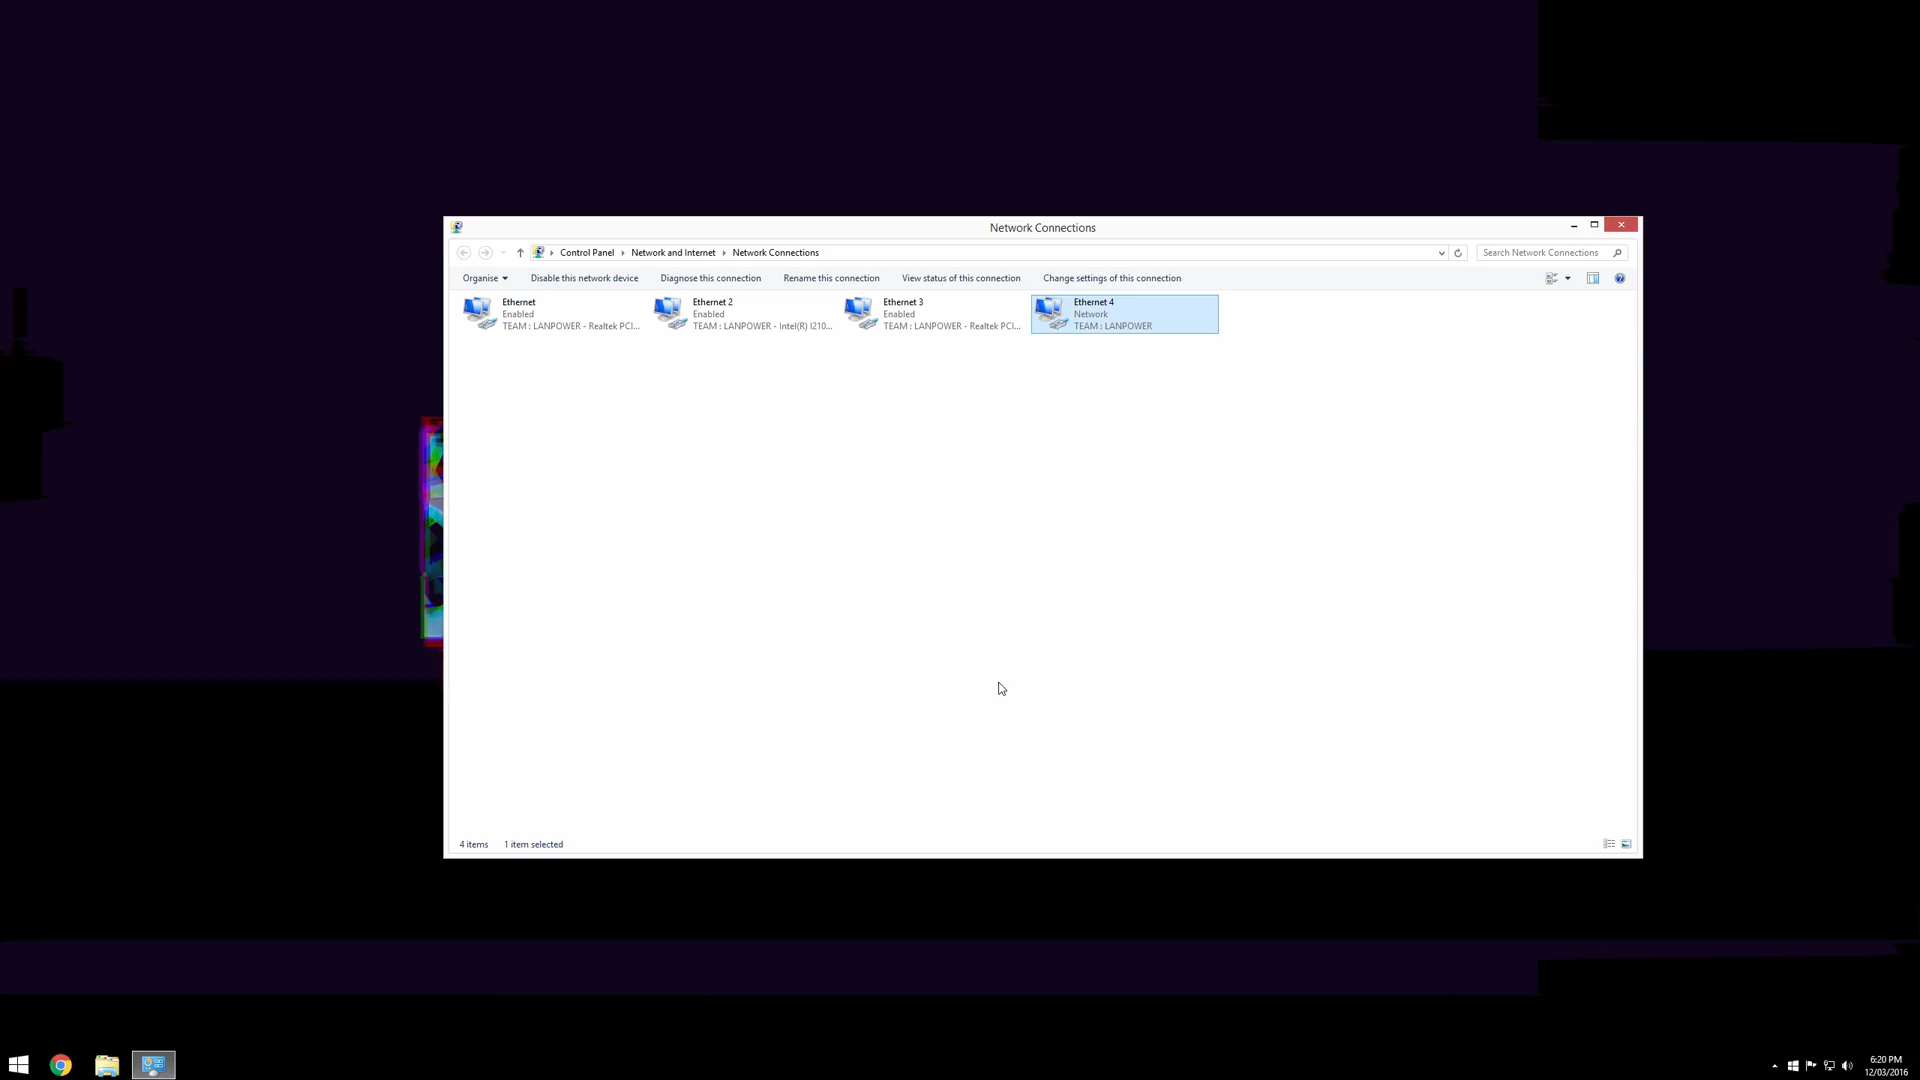 Network Connections
Control Panel Network and Internet Network Connections
Search Network Connections
Organise Disable this network device Diagnose this connection Rename this connection View status of this connection Change settings of this connection
Ethernet
Enabled
TEAM : LANPOWER - Realtek PCI...
Ethernet 2
Enabled
TEAM : LANPOWER - Intel(R) I210...
Ethernet 3
Enabled
TEAM : LANPOWER - Realtek PCI...
Ethernet 4
Network
TEAM : LANPOWER
4 items 1 item selected
6:20 PM
12/03/2016